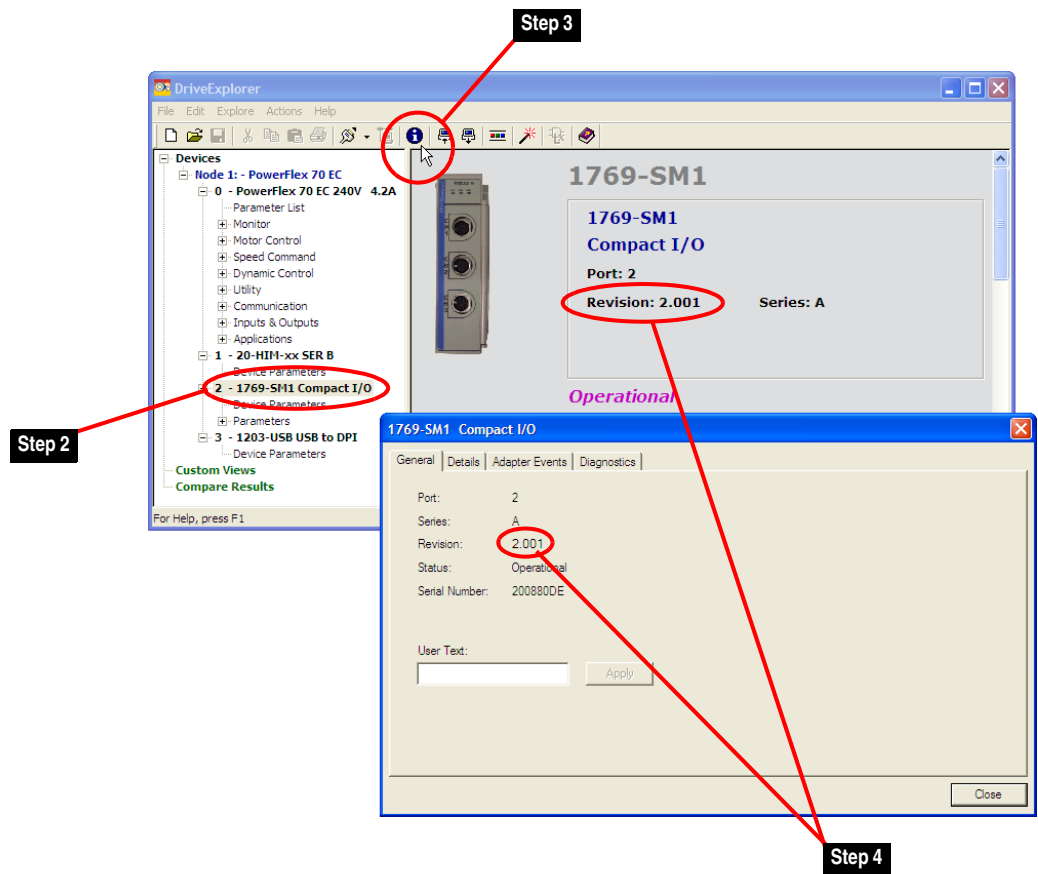 Step 3
DriveExplorer
File Edit Explore Actions Help
Devices
Node 1: - PowerFlex 70 EC
0 - PowerFlex 70 EC 240V 4.2A
Parameter List
Monitor
Motor Control
Speed Command
Dynamic Control
Utility
Communication
Inputs & Outputs
Applications
1 - 20-HIM-xx SER B
Device Parameters
2 - 1769-SM1 Compact I/O
Device Parameters
Parameters
3 - 1203-USB USB to DPI
Device Parameters
Custom Views
Compare Results
For Help, press F1
1769-SM1
1769-SM1
Compact I/O
Port: 2
Revision: 2.001 Series: A
Operational
Step 2
1769-SM1 Compact I/O
General Details Adapter Events Diagnostics
Port: 2
Series: A
Revision: 2.001
Status: Operational
Serial Number: 200880DE
User Text:
Apply
Close
Step 4